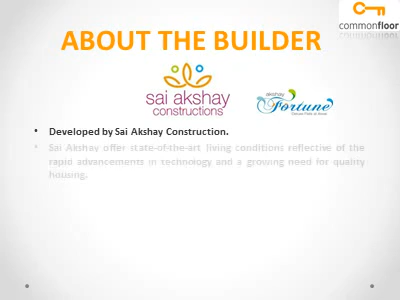 commonfloor
ABOUT THE BUILDER
sai akshay
constructions
akshay
Fortune
• Developed by Sai Akshay Construction.
• Sai Akshay offer state-of-the-art living conditions reflective of the
rapid advancements in technology and a growing need for quality
housing.